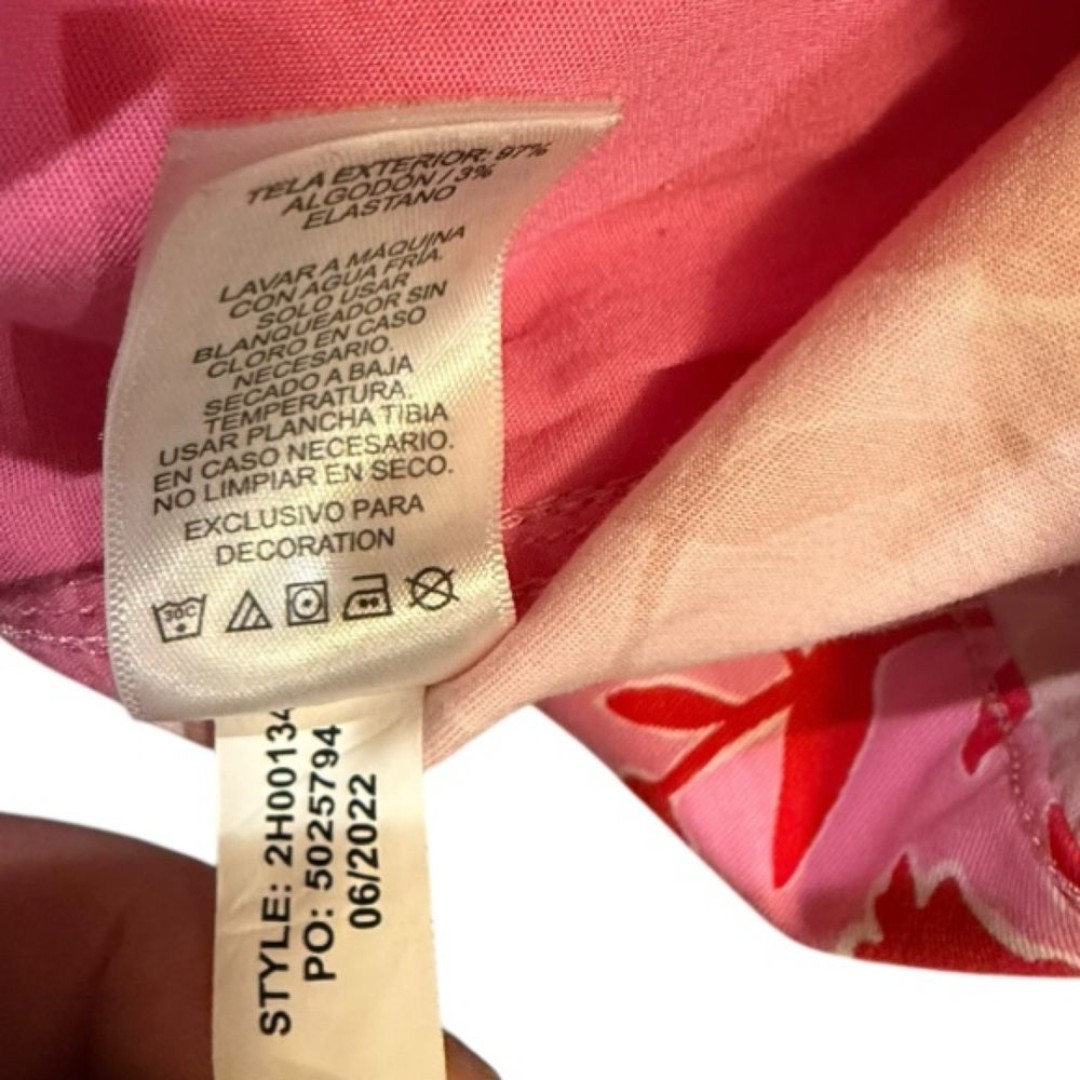 TELA EXTERIOR: 97%
ALGODÓN / 3%
ELASTANO
LAVAR A MÁQUINA
CON AGUA FRÍA.
SOLO USAR
BLANQUEADOR SIN
CLORO EN CASO
NECESARIO.
SECADO A BAJA
TEMPERATURA.
USAR PLANCHA TIBIA
EN CASO NECESARIO.
NO LIMPIAR EN SECO.
EXCLUSIVO PARA
DECORATION
30C
STYLE: 2H00134
PO: 5025794
06/2022